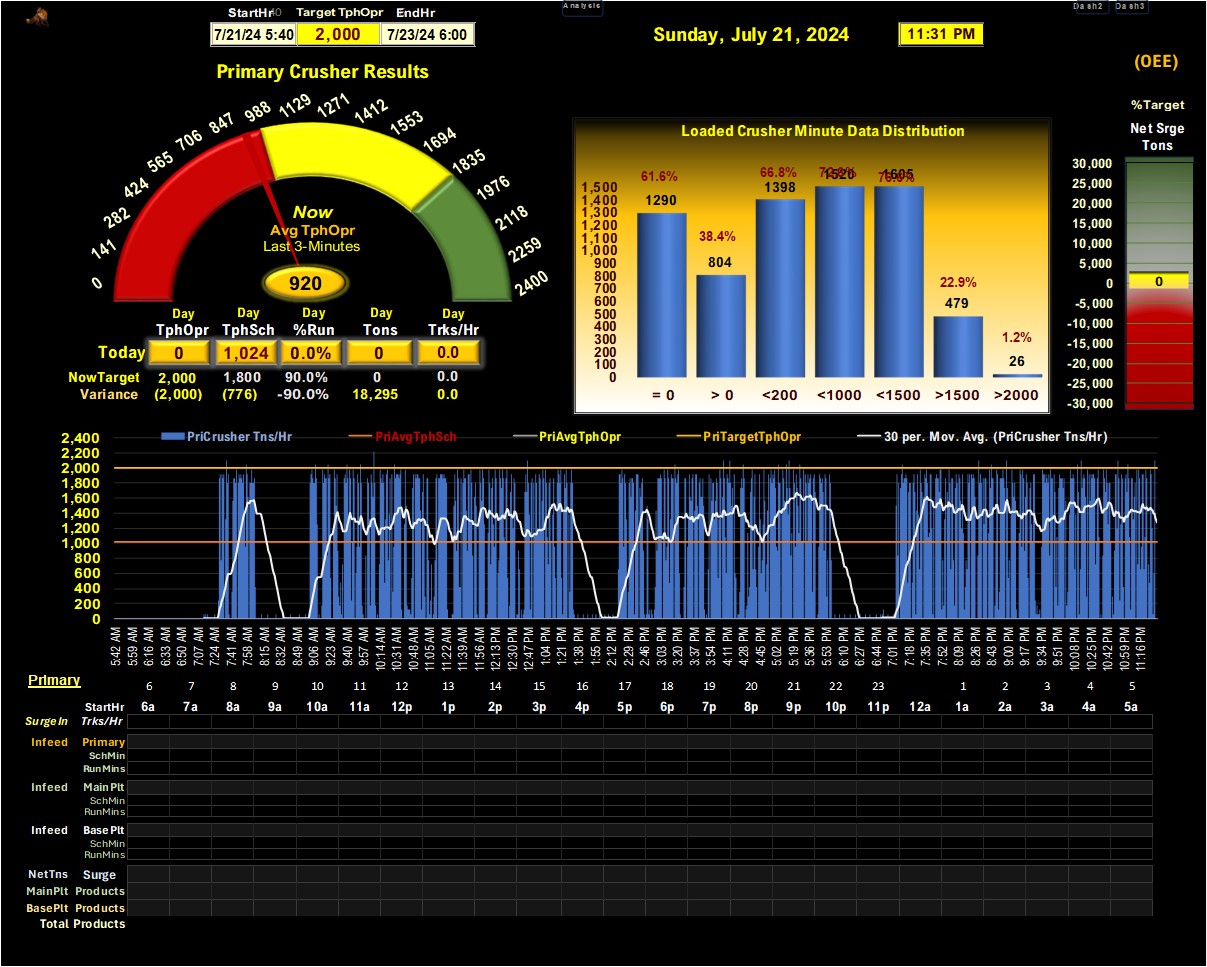 Analysis
Dash2 Dash3
StartHr Target TphOpr EndHr
7/21/24 5:40 2,000 7/23/24 6:00
Sunday, July 21, 2024
11:31 PM
(OEE)
Primary Crusher Results
0 141 282 424 565 706 847 988 1129 1271 1412 1553 1694 1835 1976 2118 2259 2400
Now
Avg TphOpr
Last 3-Minutes
920
Day Day Day Day Day
TphOpr TphSch %Run Tons Trks/Hr
Today 0 1,024 0.0% 0 0.0
NowTarget 2,000 1,800 90.0% 0 0.0
Variance (2,000) (776) -90.0% 18,295 0.0
Loaded Crusher Minute Data Distribution
1,500
1,400
1,300
1,200
1,100
1,000
900
800
700
600
500
400
300
200
100
0
61.6% 38.4% 66.8% 22.9% 1.2%
1290 804 1398 1520 1605 479 26
= 0 > 0 <200 <1000 <1500 >1500 >2000
%Target
Net Srge
Tons
30,000
25,000
20,000
15,000
10,000
5,000
0 0
-5,000
-10,000
-15,000
-20,000
-25,000
-30,000
PriCrusher Tns/Hr PriAvgTphSch PriAvgTphOpr PriTargetTphOpr 30 per. Mov. Avg. (PriCrusher Tns/Hr)
2,400
2,200
2,000
1,800
1,600
1,400
1,200
1,000
800
600
400
200
0
5:42 AM 5:59 AM 6:16 AM 6:33 AM 6:50 AM 7:07 AM 7:24 AM 7:41 AM 7:58 AM 8:15 AM 8:32 AM 8:49 AM 9:06 AM 9:23 AM 9:40 AM 9:57 AM 10:14 AM 10:31 AM 10:48 AM 11:05 AM 11:22 AM 11:39 AM 11:56 AM 12:13 PM 12:30 PM 12:47 PM 1:04 PM 1:21 PM 1:38 PM 1:55 PM 2:12 PM 2:29 PM 2:46 PM 3:03 PM 3:20 PM 3:37 PM 3:54 PM 4:11 PM 4:28 PM 4:45 PM 5:02 PM 5:19 PM 5:36 PM 5:53 PM 6:10 PM 6:27 PM 6:44 PM 7:01 PM 7:18 PM 7:35 PM 7:52 PM 8:09 PM 8:26 PM 8:43 PM 9:00 PM 9:17 PM 9:34 PM 9:51 PM 10:08 PM 10:25 PM 10:42 PM 10:59 PM 11:16 PM
Primary
6 7 8 9 10 11 12 13 14 15 16 17 18 19 20 21 22 23 1 2 3 4 5
StartHr 6a 7a 8a 9a 10a 11a 12p 1p 2p 3p 4p 5p 6p 7p 8p 9p 10p 11p 12a 1a 2a 3a 4a 5a
SurgeIn Trks/Hr
Infeed Primary
SchMin
RunMins
Infeed MainPlt
SchMin
RunMins
Infeed BasePlt
SchMin
RunMins
NetTns Surge
MainPlt Products
BasePlt Products
Total Products